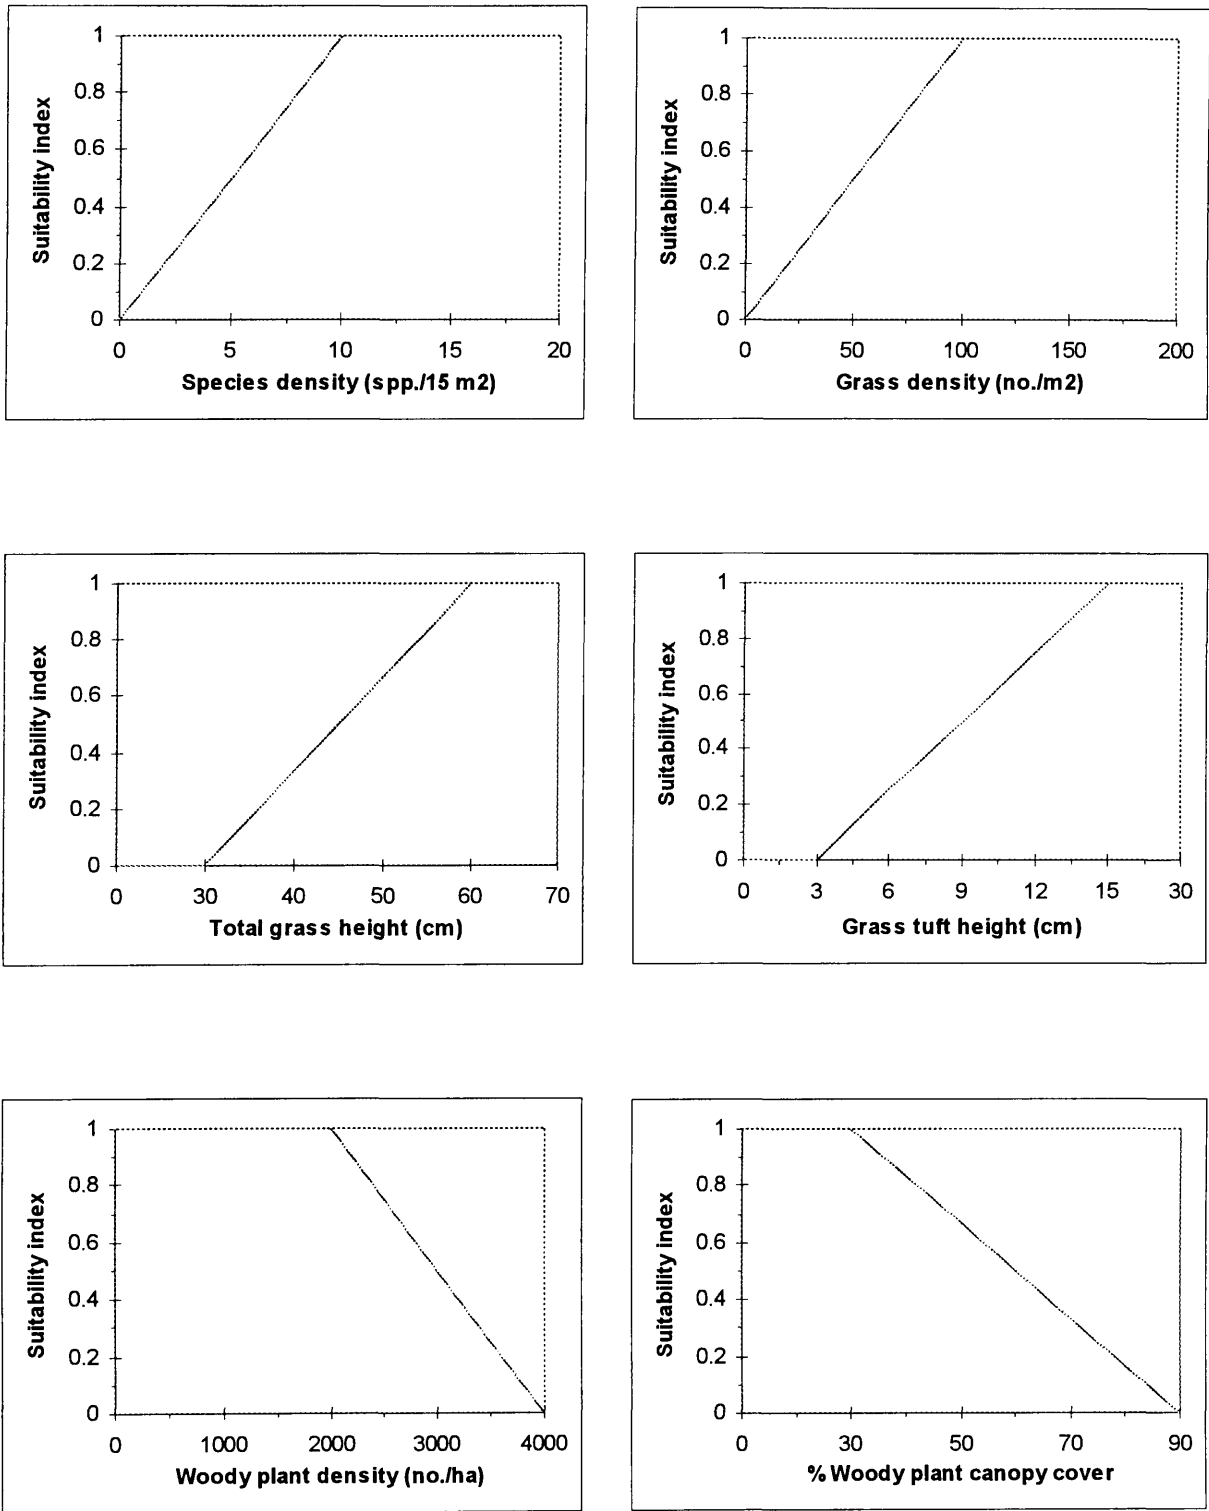 1
0.8
0.6
0.4
0.2
0
Suitability index
0 5 10 15 20
Species density (spp./15 m2)
1
0.8
0.6
0.4
0.2
0
Suitability index
0 50 100 150 200
Grass density (no./m2)
1
0.8
0.6
0.4
0.2
0
Suitability index
0 30 40 50 60 70
Total grass height (cm)
1
0.8
0.6
0.4
0.2
0
Suitability index
0 3 6 9 12 15 30
Grass tuft height (cm)
1
0.8
0.6
0.4
0.2
0
Suitability index
0 1000 2000 3000 4000
Woody plant density (no./ha)
1
0.8
0.6
0.4
0.2
0
Suitability index
0 30 50 70 90
% Woody plant canopy cover